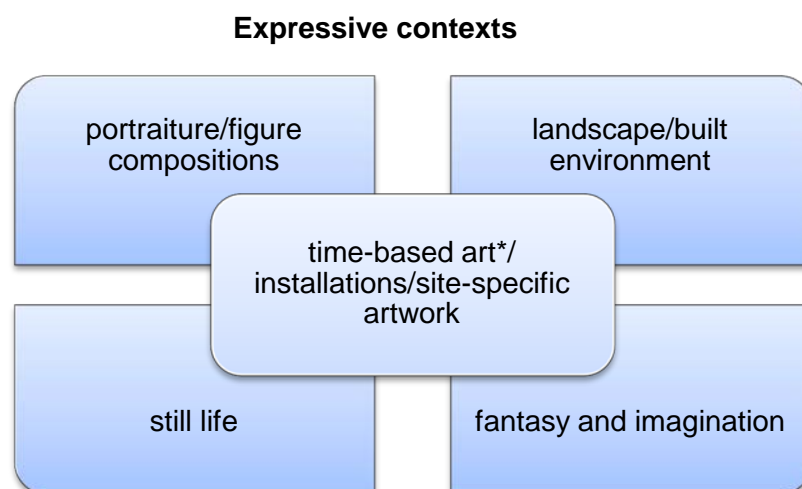 Expressive contexts
portraiture/figure
compositions
landscape/built
environment
time-based art*/
installations/site-specific
artwork
still life
fantasy and imagination